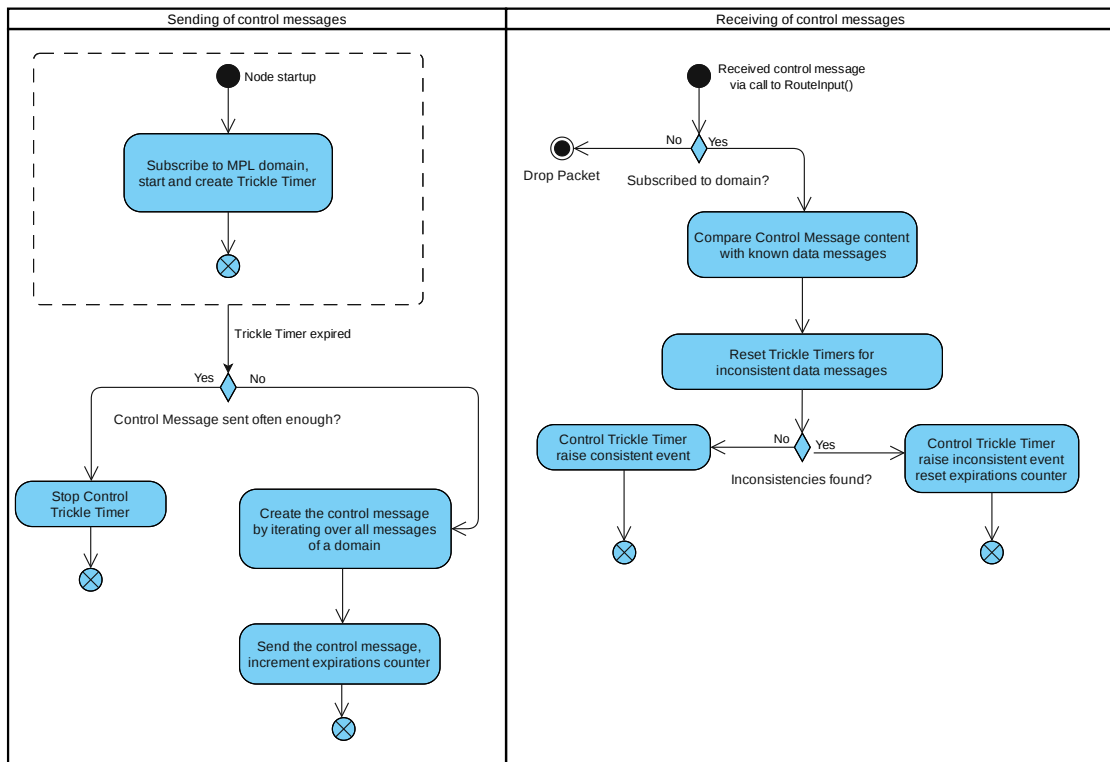 Sending of control messages
Node startup
Subscribe to MPL domain,
start and create Trickle Timer
Trickle Timer expired
Yes
No
Control Message sent often enough?
Stop Control
Trickle Timer
Create the control message
by iterating over all messages
of a domain
Send the control message,
increment expirations counter
Receiving of control messages
Received control message
via call to RouteInput()
No
Yes
Drop Packet
Subscribed to domain?
Compare Control Message content
with known data messages
Reset Trickle Timers for
inconsistent data messages
No
Yes
Inconsistencies found?
Control Trickle Timer
raise consistent event
Control Trickle Timer
raise inconsistent event
reset expirations counter